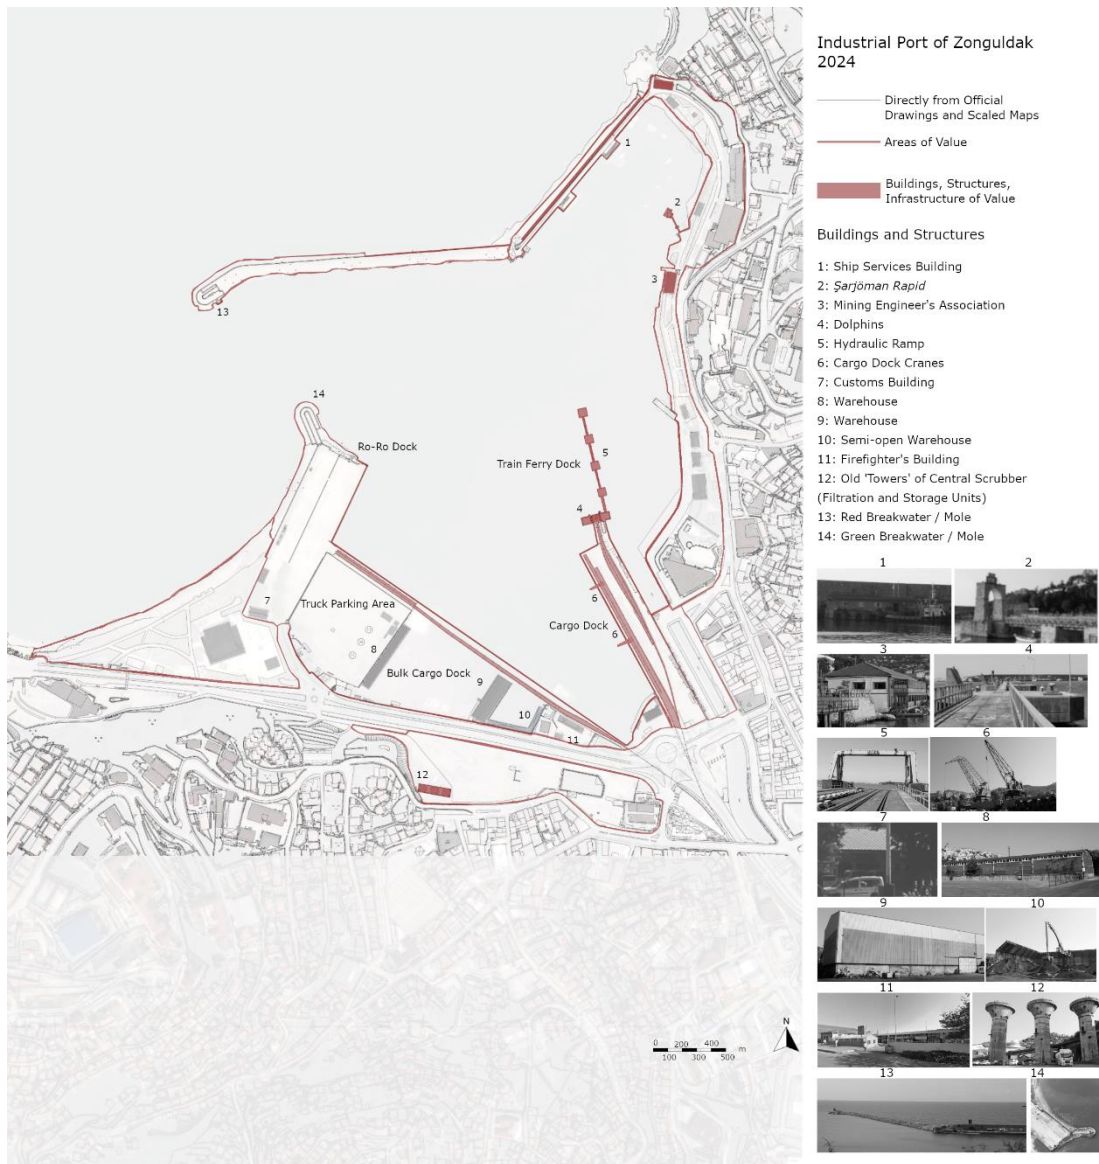 Industrial Port of Zonguldak
2024
Directly from Official
Drawings and Scaled Maps
Areas of Value
Buildings, Structures,
Infrastructure of Value
Buildings and Structures
1: Ship Services Building
2: Şarjöman Rapid
3: Mining Engineer's Association
4: Dolphins
5: Hydraulic Ramp
6: Cargo Dock Cranes
7: Customs Building
8: Warehouse
9: Warehouse
10: Semi-open Warehouse
11: Firefighter's Building
12: Old 'Towers' of Central Scrubber
(Filtration and Storage Units)
13: Red Breakwater / Mole
14: Green Breakwater / Mole
1
2
3
4
5
6
7
8
9
10
11
12
13
14
1
2
3
13
14
Ro-Ro Dock
Train Ferry Dock
5
4
6
7
Truck Parking Area
Cargo Dock
6
8
Bulk Cargo Dock
9
10
11
12
N
0 200 400 m
100 300 500